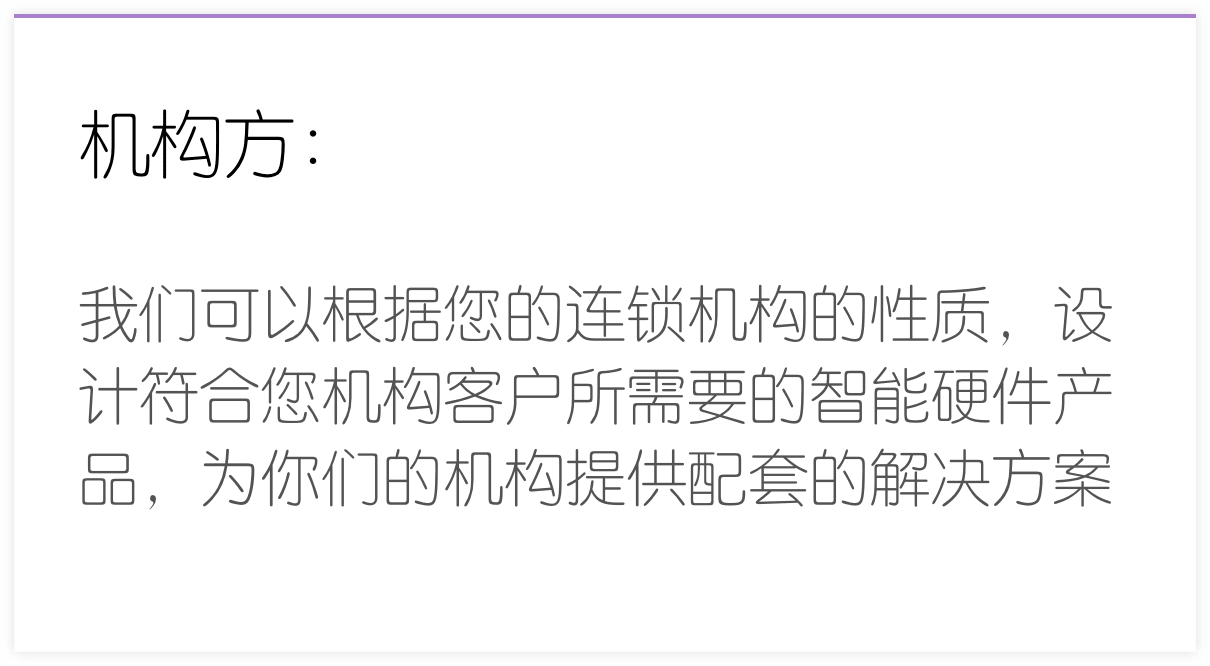 机构方：
我们可以根据您的连锁机构的性质，设
计符合您机构客户所需要的智能硬件产
品，为你们的机构提供配套的解决方案